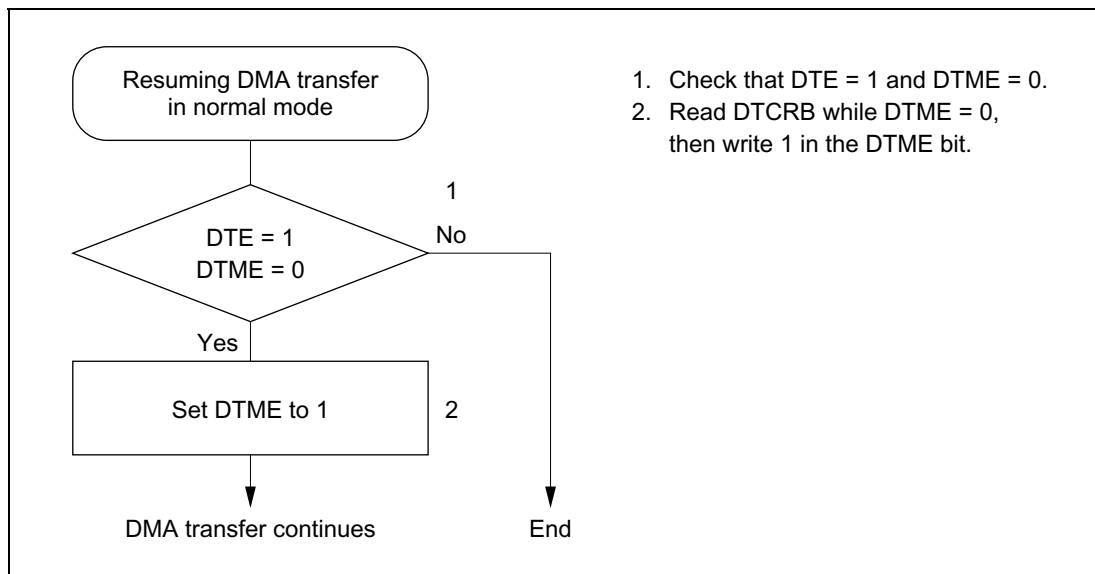 Resuming DMA transfer
in normal mode
1. Check that DTE = 1 and DTME = 0.
2. Read DTCRB while DTME = 0,
then write 1 in the DTME bit.
1
DTE = 1
DTME = 0
No
Yes
Set DTME to 1
2
DMA transfer continues
End